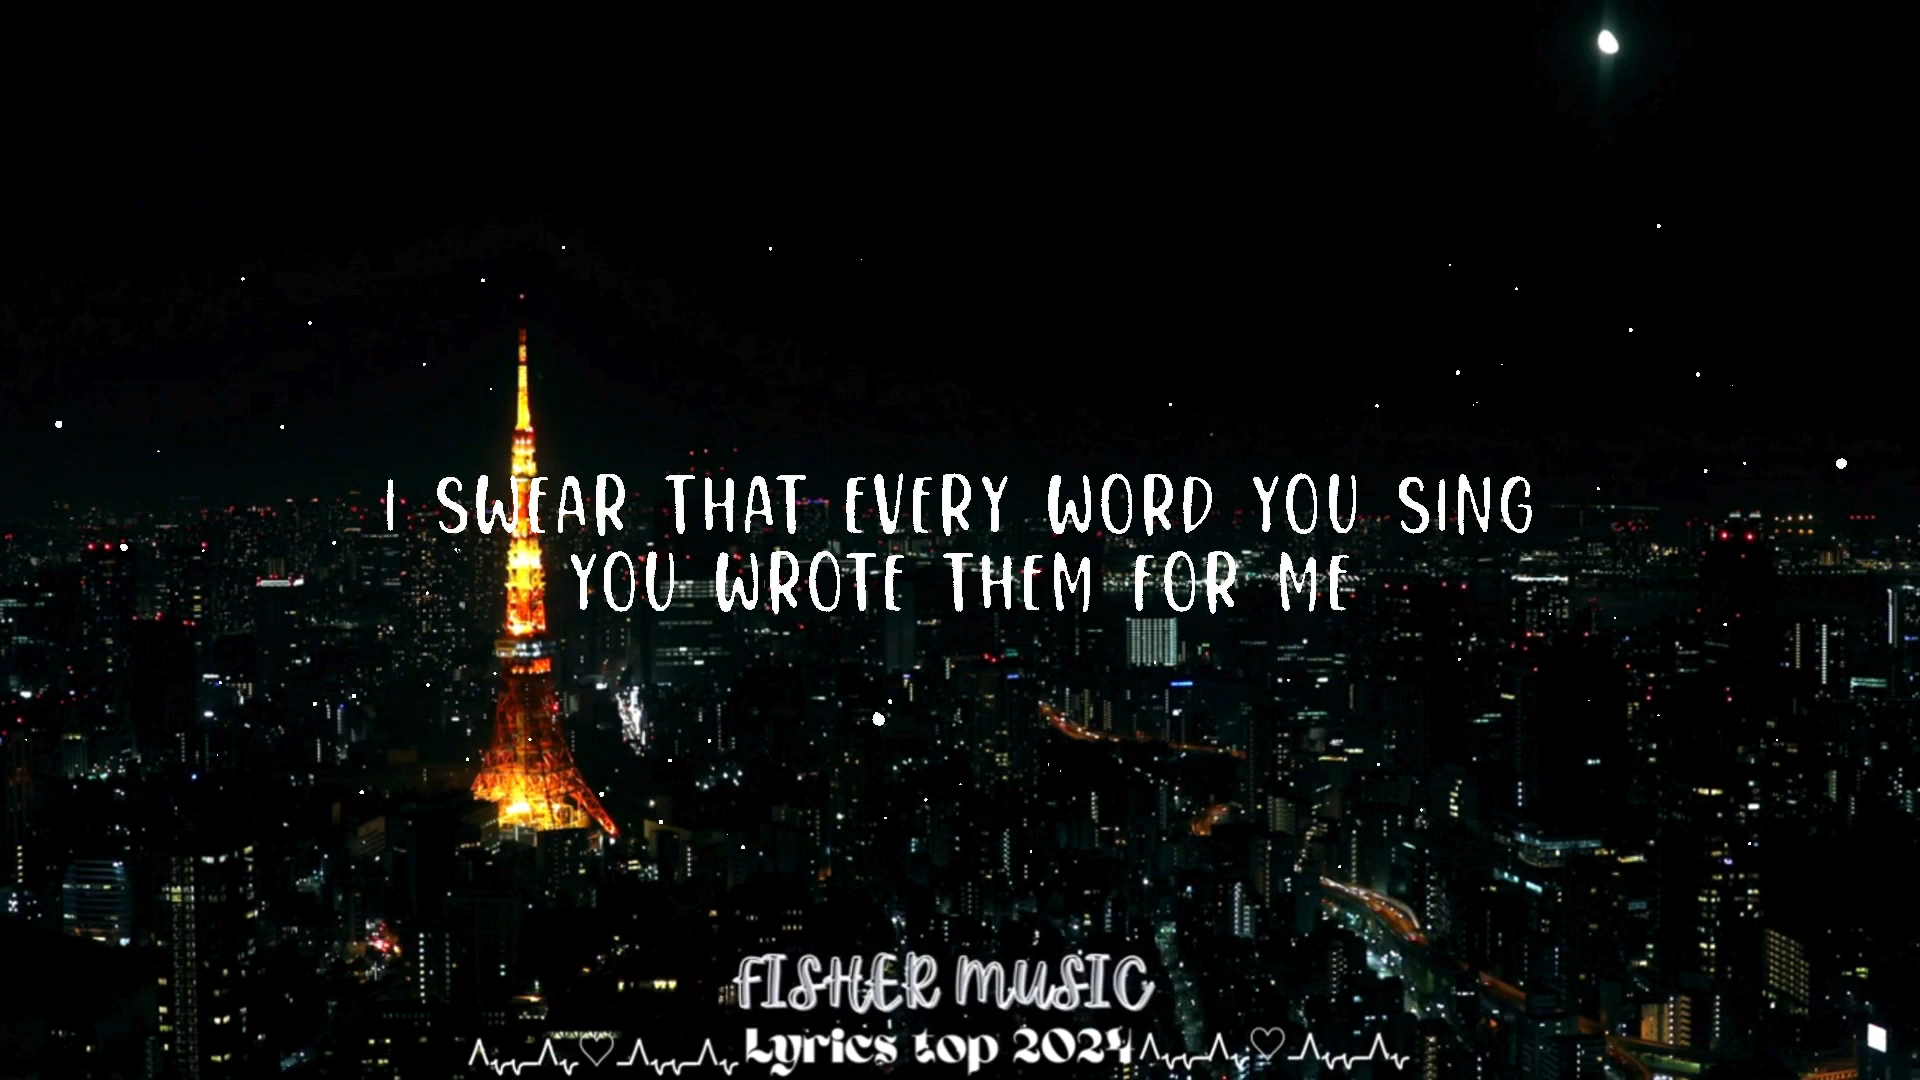 I SWEAR THAT EVERY WORD YOU SING
YOU WROTE THEM FOR ME
FISHER MUSIC
Lyrics top 2024